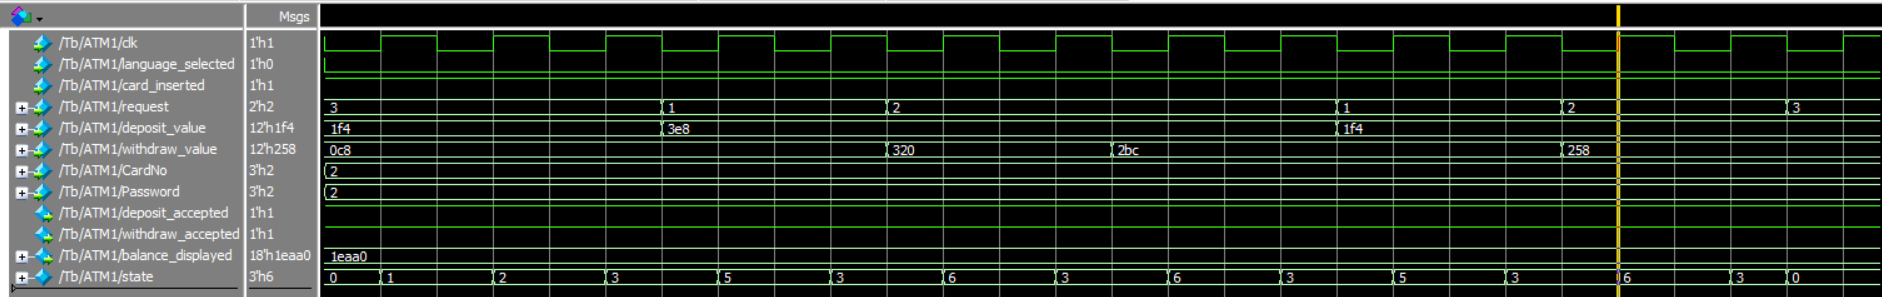 Msgs
/Tb/ATM1/clk 1'h1
/Tb/ATM1/language_selected 1'h0
/Tb/ATM1/card_inserted 1'h1
/Tb/ATM1/request 2'h2 3 1 2 1 2 3
/Tb/ATM1/deposit_value 12'h1f4 1f4 3e8 1f4
/Tb/ATM1/withdraw_value 12'h258 0c8 320 2bc 258
/Tb/ATM1/CardNo 3'h2 2
/Tb/ATM1/Password 3'h2 2
/Tb/ATM1/deposit_accepted 1'h1
/Tb/ATM1/withdraw_accepted 1'h1
/Tb/ATM1/balance_displayed 18'h1eaa0 1eaa0
/Tb/ATM1/state 3'h6 0 1 2 3 5 3 6 3 6 3 5 3 6 3 0